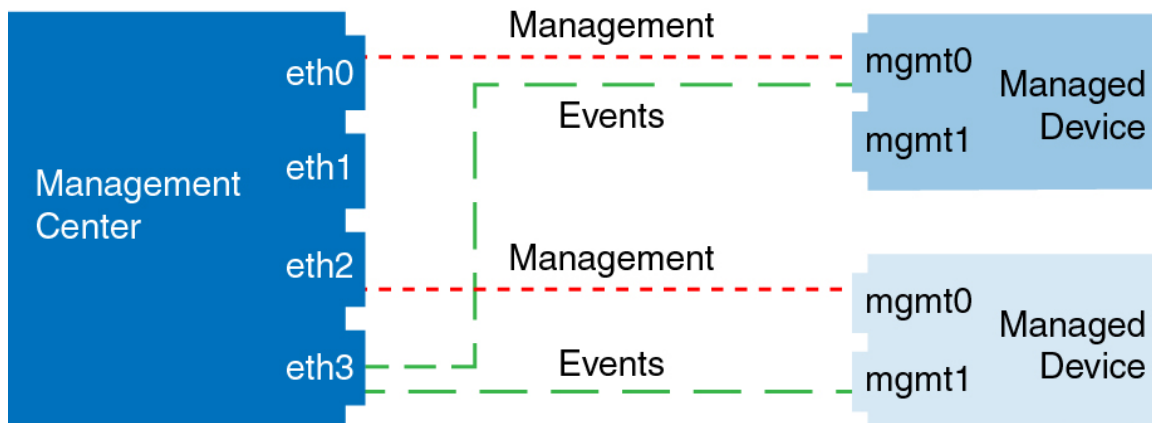 Management
Center
eth0
eth1
eth2
eth3
Management
Events
Management
Events
mgmt0
mgmt1
Managed
Device
mgmt0
mgmt1
Managed
Device